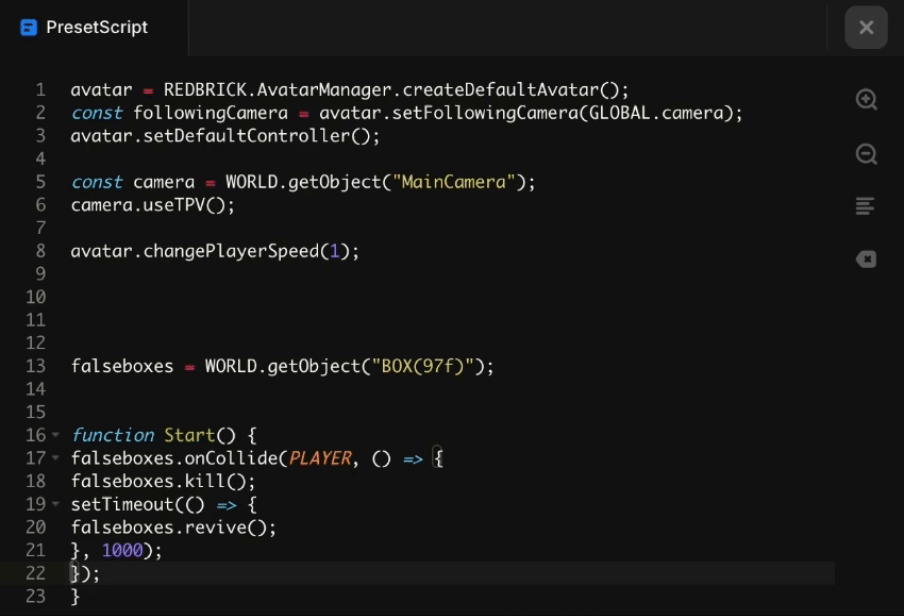 PresetScript
1 avatar = REDBRICK.AvatarManager.createDefaultAvatar();
2 const followingCamera = avatar.setFollowingCamera(GLOBAL.camera);
3 avatar.setDefaultController();
4
5 const camera = WORLD.getObject("MainCamera");
6 camera.useTPV();
7
8 avatar.changePlayerSpeed(1);
9
10
11
12
13 falseboxes = WORLD.getObject("BOX(97f)");
14
15
16 function Start() {
17 falseboxes.onCollide(PLAYER, () => {
18 falseboxes.kill();
19 setTimeout(() => {
20 falseboxes.revive();
21 }, 1000);
22 });
23 }